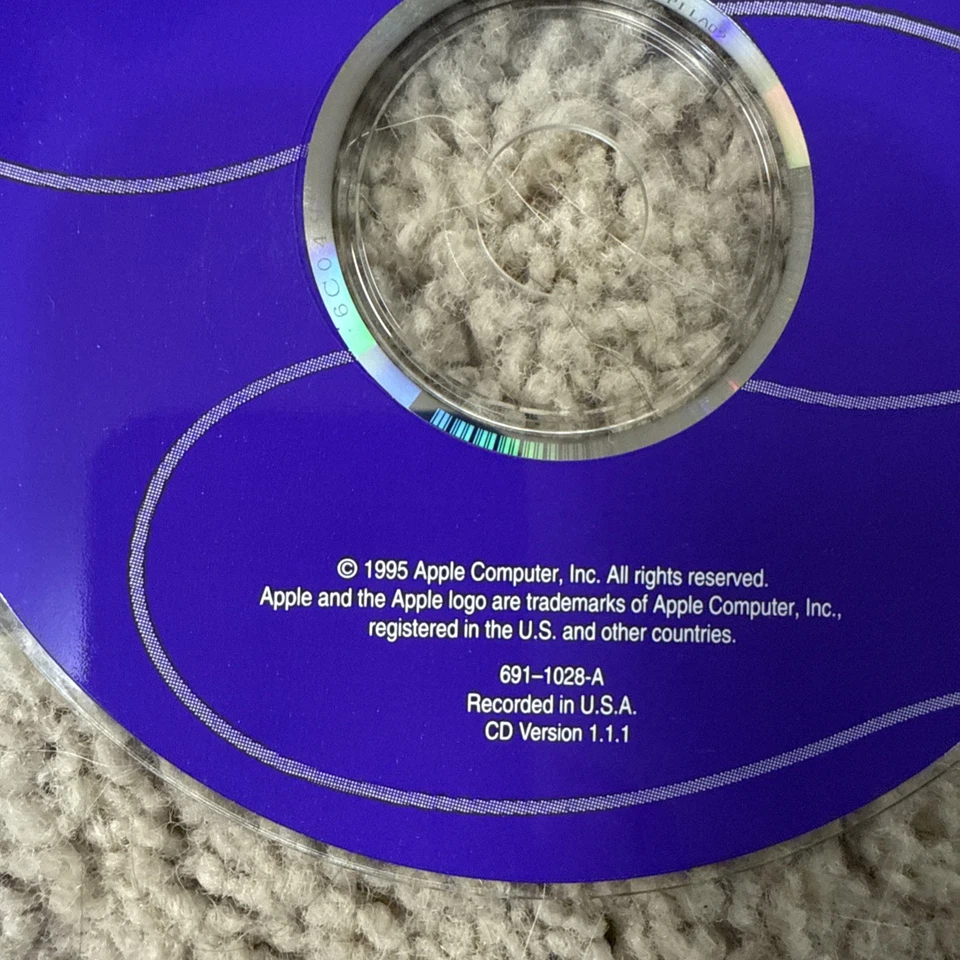 © 1995 Apple Computer, Inc. All rights reserved.
Apple and the Apple logo are trademarks of Apple Computer, Inc.,
registered in the U.S. and other countries.
691–1028-A
Recorded in U.S.A.
CD Version 1.1.1